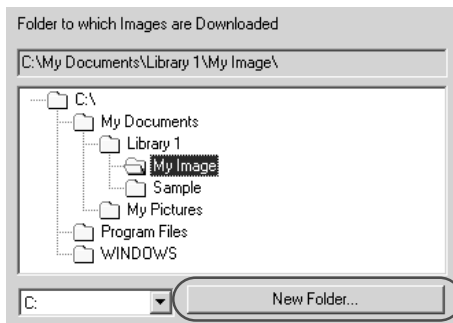 Folder to which Images are Downloaded
C:\My Documents\Library 1\My Image\
C:\
My Documents
Library 1
My Image
Sample
My Pictures
Program Files
WINDOWS
C:
New Folder...